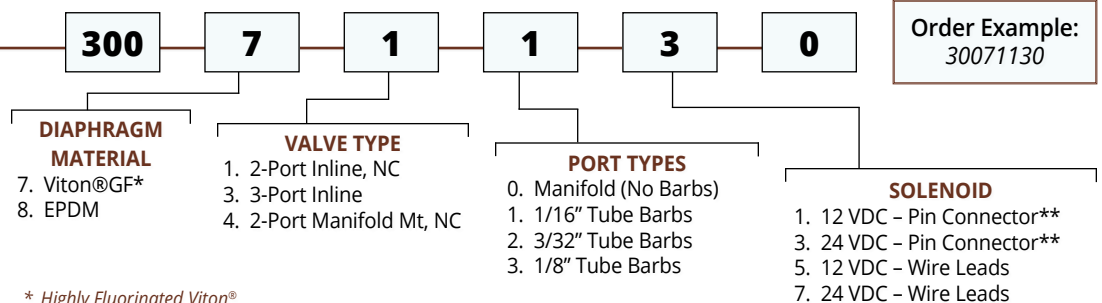 300 7 1 1 3 0
Order Example:
30071130
DIAPHRAGM
MATERIAL
7. Viton®GF*
8. EPDM
VALVE TYPE
1. 2-Port Inline, NC
3. 3-Port Inline
4. 2-Port Manifold Mt, NC
PORT TYPES
0. Manifold (No Barbs)
1. 1/16” Tube Barbs
2. 3/32” Tube Barbs
3. 1/8” Tube Barbs
SOLENOID
1. 12 VDC – Pin Connector**
3. 24 VDC – Pin Connector**
5. 12 VDC – Wire Leads
7. 24 VDC – Wire Leads
* Highly Fluorinated Viton®